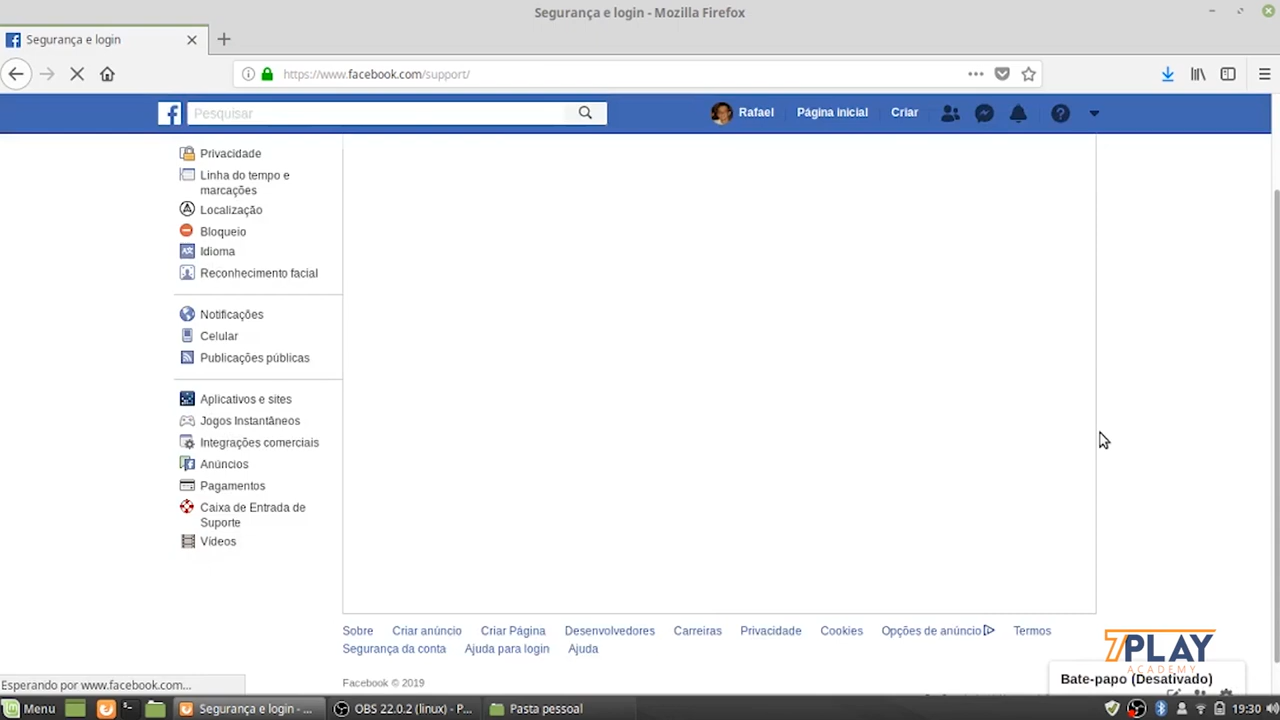 Segurança e login - Mozilla Firefox
Segurança e login
https://www.facebook.com/support/
Pesquisar
Rafael
Página inicial
Criar
Privacidade
Linha do tempo e
marcações
Localização
Bloqueio
Idioma
Reconhecimento facial
Notificações
Celular
Publicações públicas
Aplicativos e sites
Jogos Instantâneos
Integrações comerciais
Anúncios
Pagamentos
Caixa de Entrada de
Suporte
Vídeos
Sobre Criar anúncio Criar Página Desenvolvedores Carreiras Privacidade Cookies Opções de anúncio Termos
Segurança da conta Ajuda para login Ajuda
Facebook © 2019
7PLAY
ACADEMY
Bate-papo (Desativado)
Esperando por www.facebook.com...
Menu
Segurança e login - ...
OBS 22.0.2 (linux) - P...
Pasta pessoal
19:30